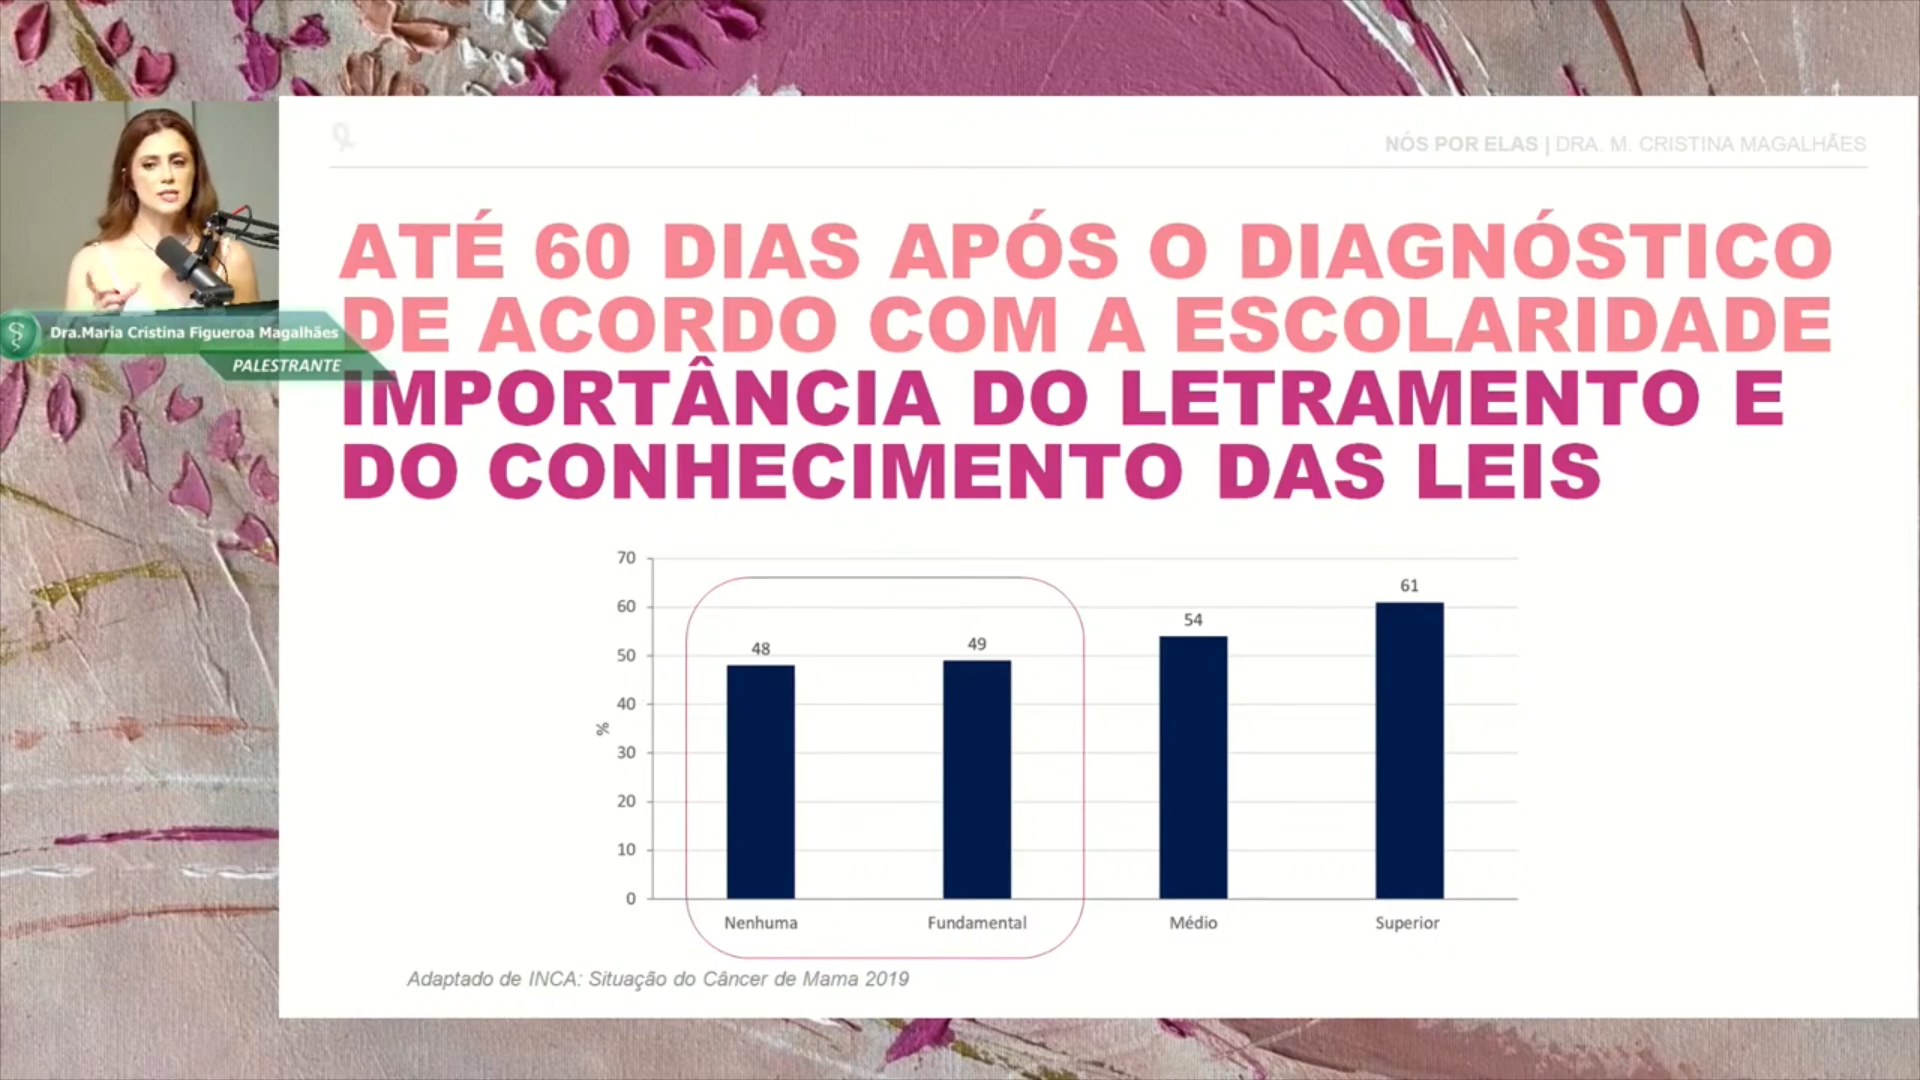 NÓS POR ELAS | DRA. M. CRISTINA MAGALHÃES
ATÉ 60 DIAS APÓS O DIAGNÓSTICO
DE ACORDO COM A ESCOLARIDADE
IMPORTÂNCIA DO LETRAMENTO E
DO CONHECIMENTO DAS LEIS
Dra.Maria Cristina Figueroa Magalhães
PALESTRANTE
70
60
50
40
30
20
10
0
%
48
49
54
61
Nenhuma
Fundamental
Médio
Superior
Adaptado de INCA: Situação do Câncer de Mama 2019